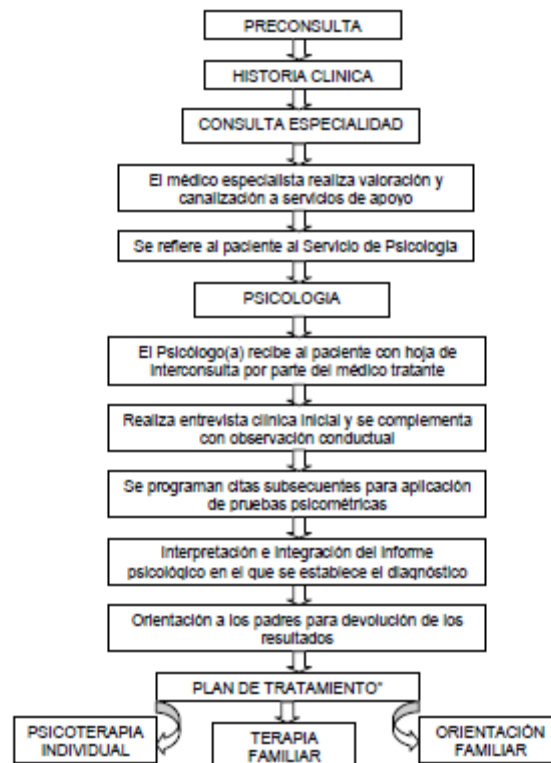 PRECONSULTA
HISTORIA CLINICA
CONSULTA ESPECIALIDAD
El médico especialista realiza valoración y
canalización a servicios de apoyo
Se refiere al paciente al Servicio de Psicología
PSICOLOGIA
El Psicólogo(a) recibe al paciente con hoja de
Interconsulta por parte del médico tratante
Realiza entrevista clínica inicial y se complementa
con observación conductual
Se programan citas subsecuentes para aplicación
de pruebas psicométricas
Interpretación e Integración del Informe
psicológico en el que se establece el diagnóstico
Orientación a los padres para devolución de los
resultados
PLAN DE TRATAMIENTO"
PSICOTERAPIA
INDIVIDUAL
TERAPIA
FAMILIAR
ORIENTACIÓN
FAMILIAR